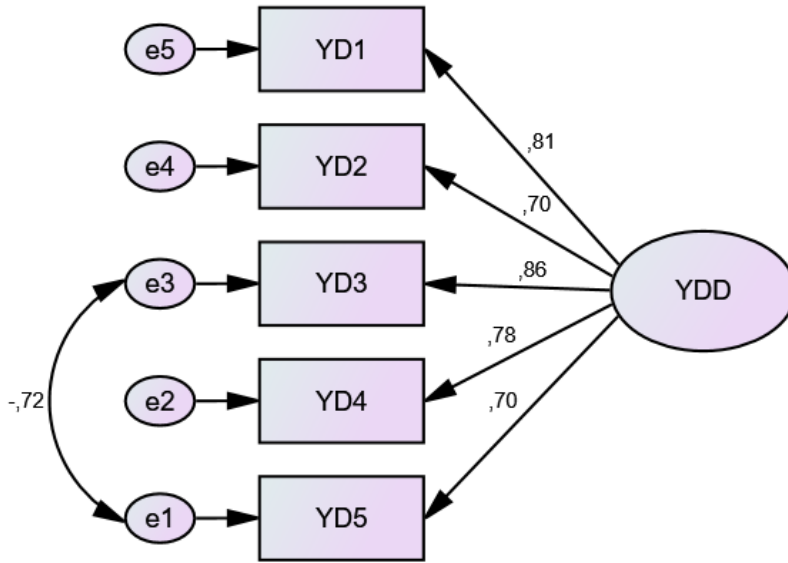 e5
YD1
,81
e4
YD2
,70
e3
YD3
,86
YDD
,78
-,72
e2
YD4
,70
e1
YD5